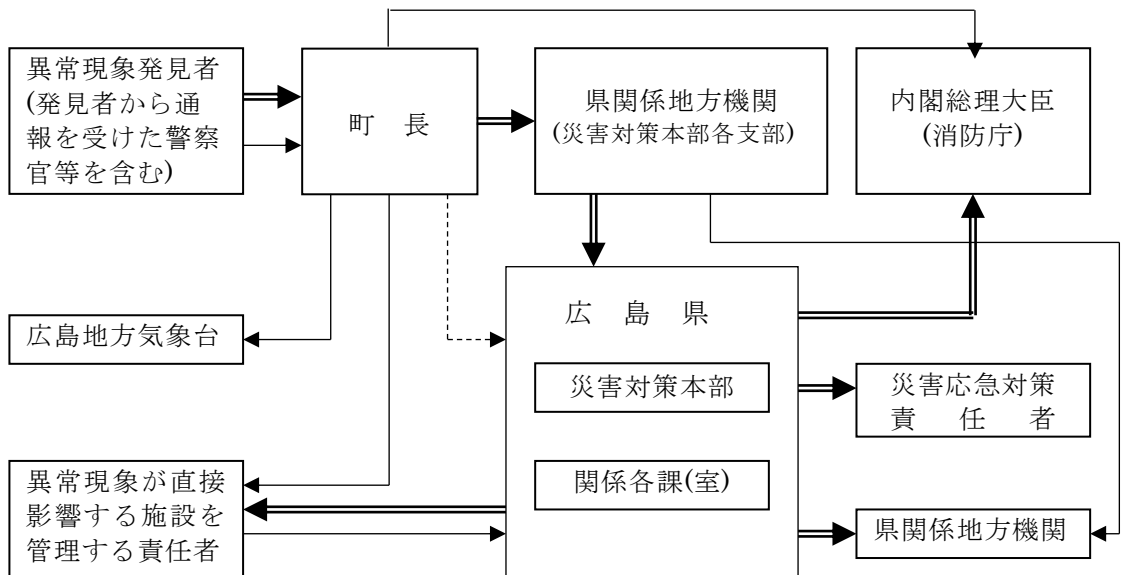 異常現象発見者
(発見者から通
報を受けた警察
官等を含む)
町 長
県関係地方機関
(災害対策本部各支部)
内閣総理大臣
(消防庁)
広島地方気象台
広 島 県
災害対策本部
関係各課(室)
災害応急対策
責 任 者
異常現象が直接
影響する施設を
管理する責任者
県関係地方機関